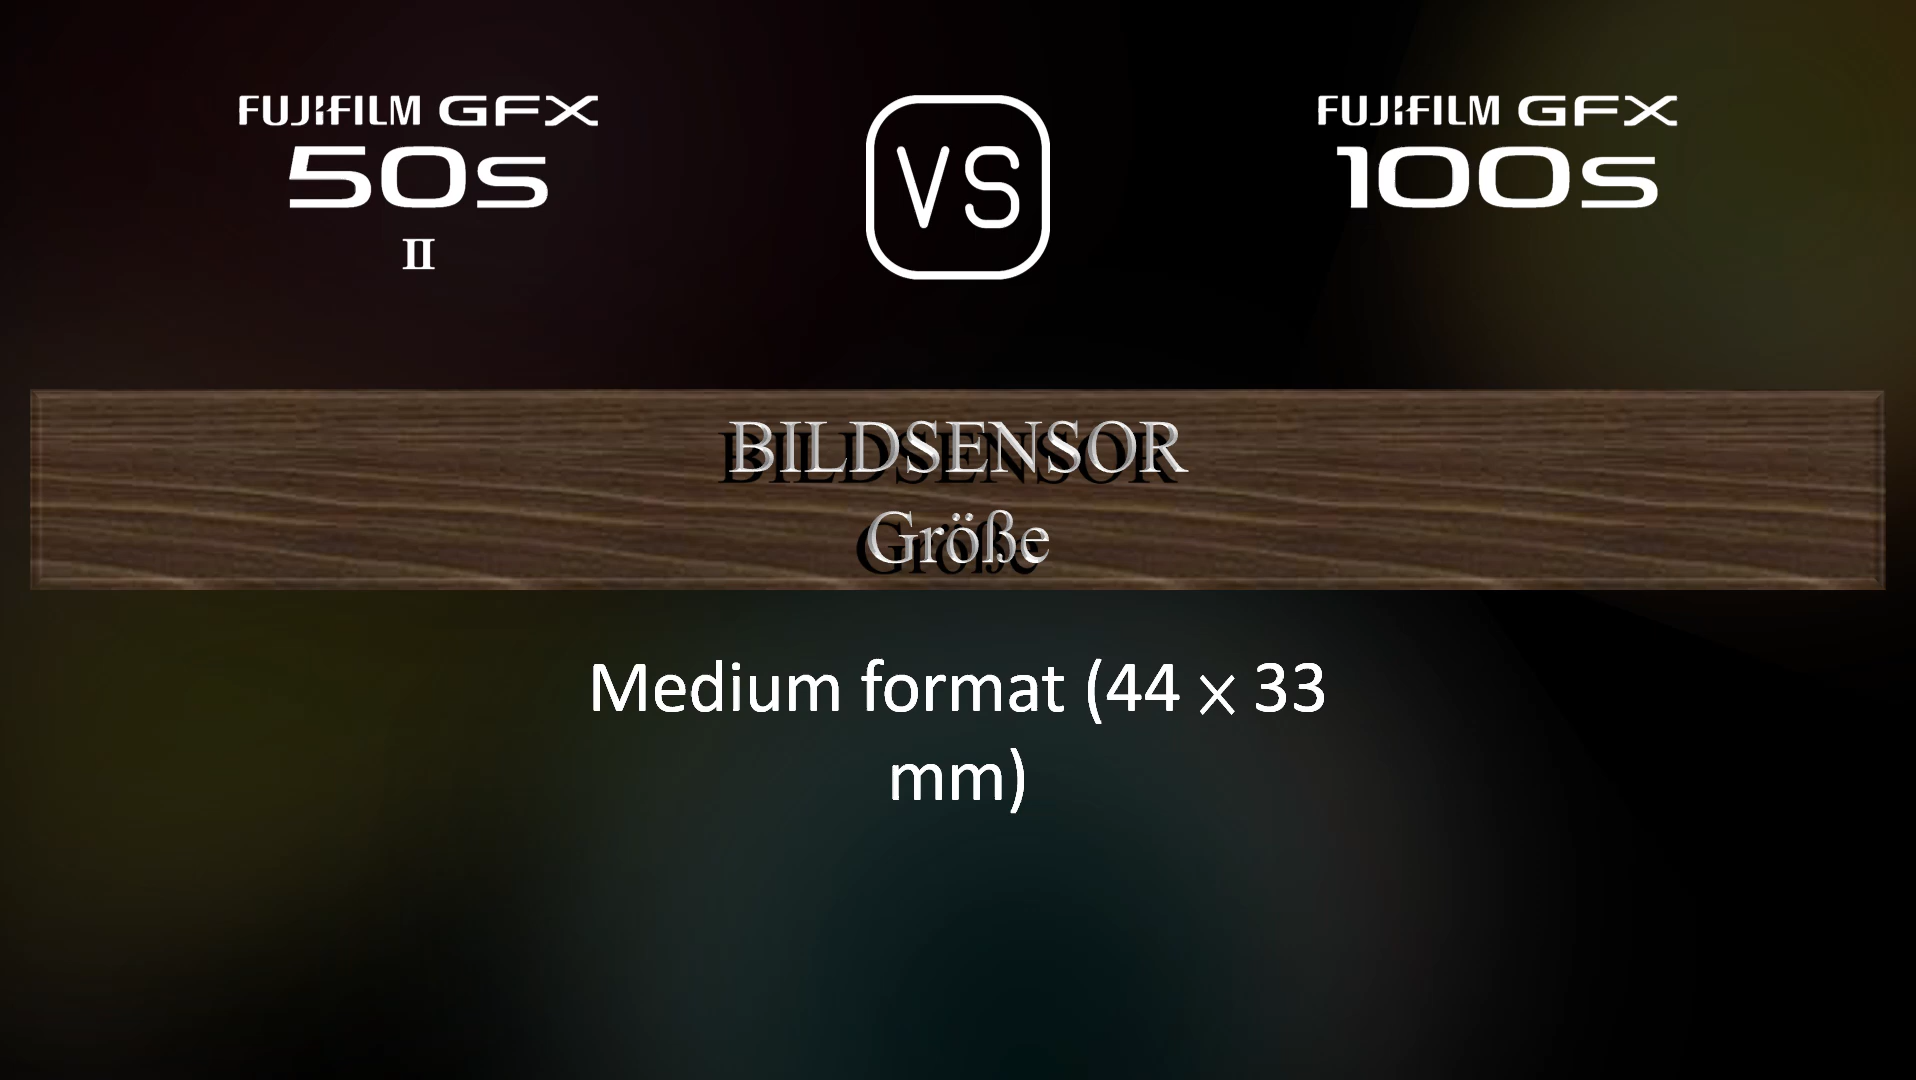 FUJIFILM GFX
50S
II
VS
FUJIFILM GFX
100S
BILDSENSOR
Größe
Medium format (44 x 33
mm)